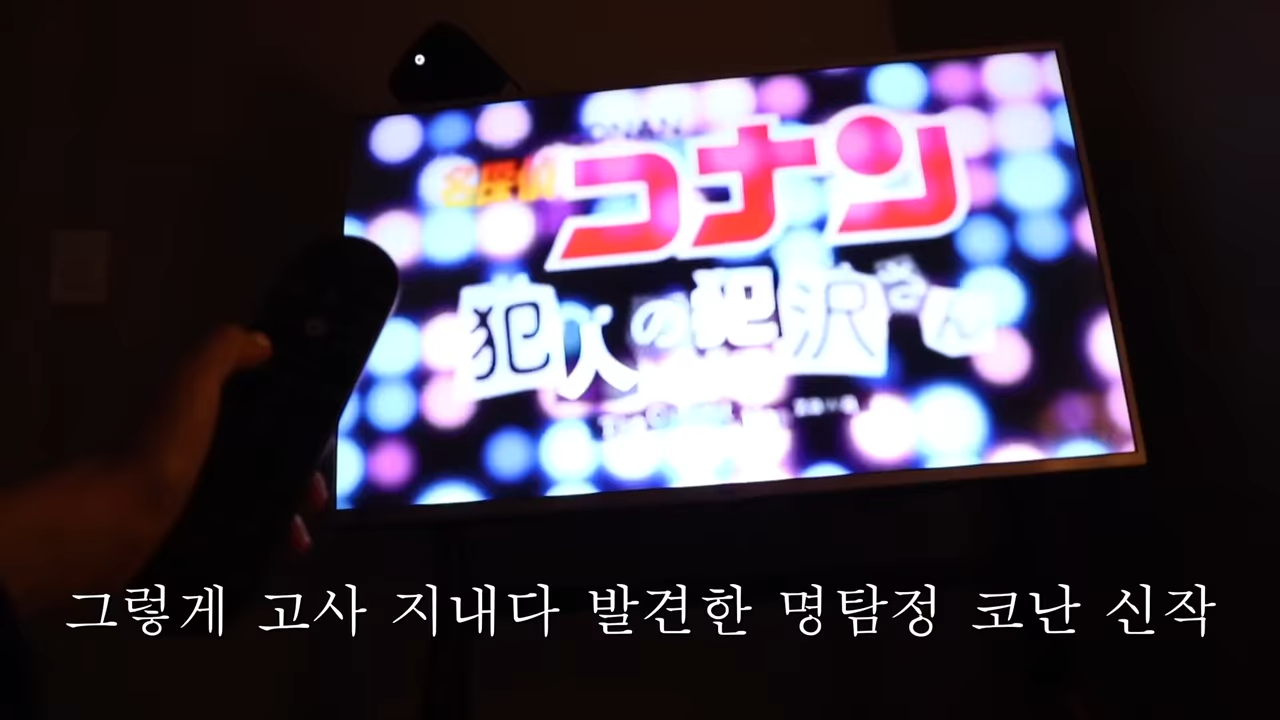 名探偵
CONAN
コナン
犯人の犯沢さん
그렇게 고사 지내다 발견한 명탐정 코난 신작